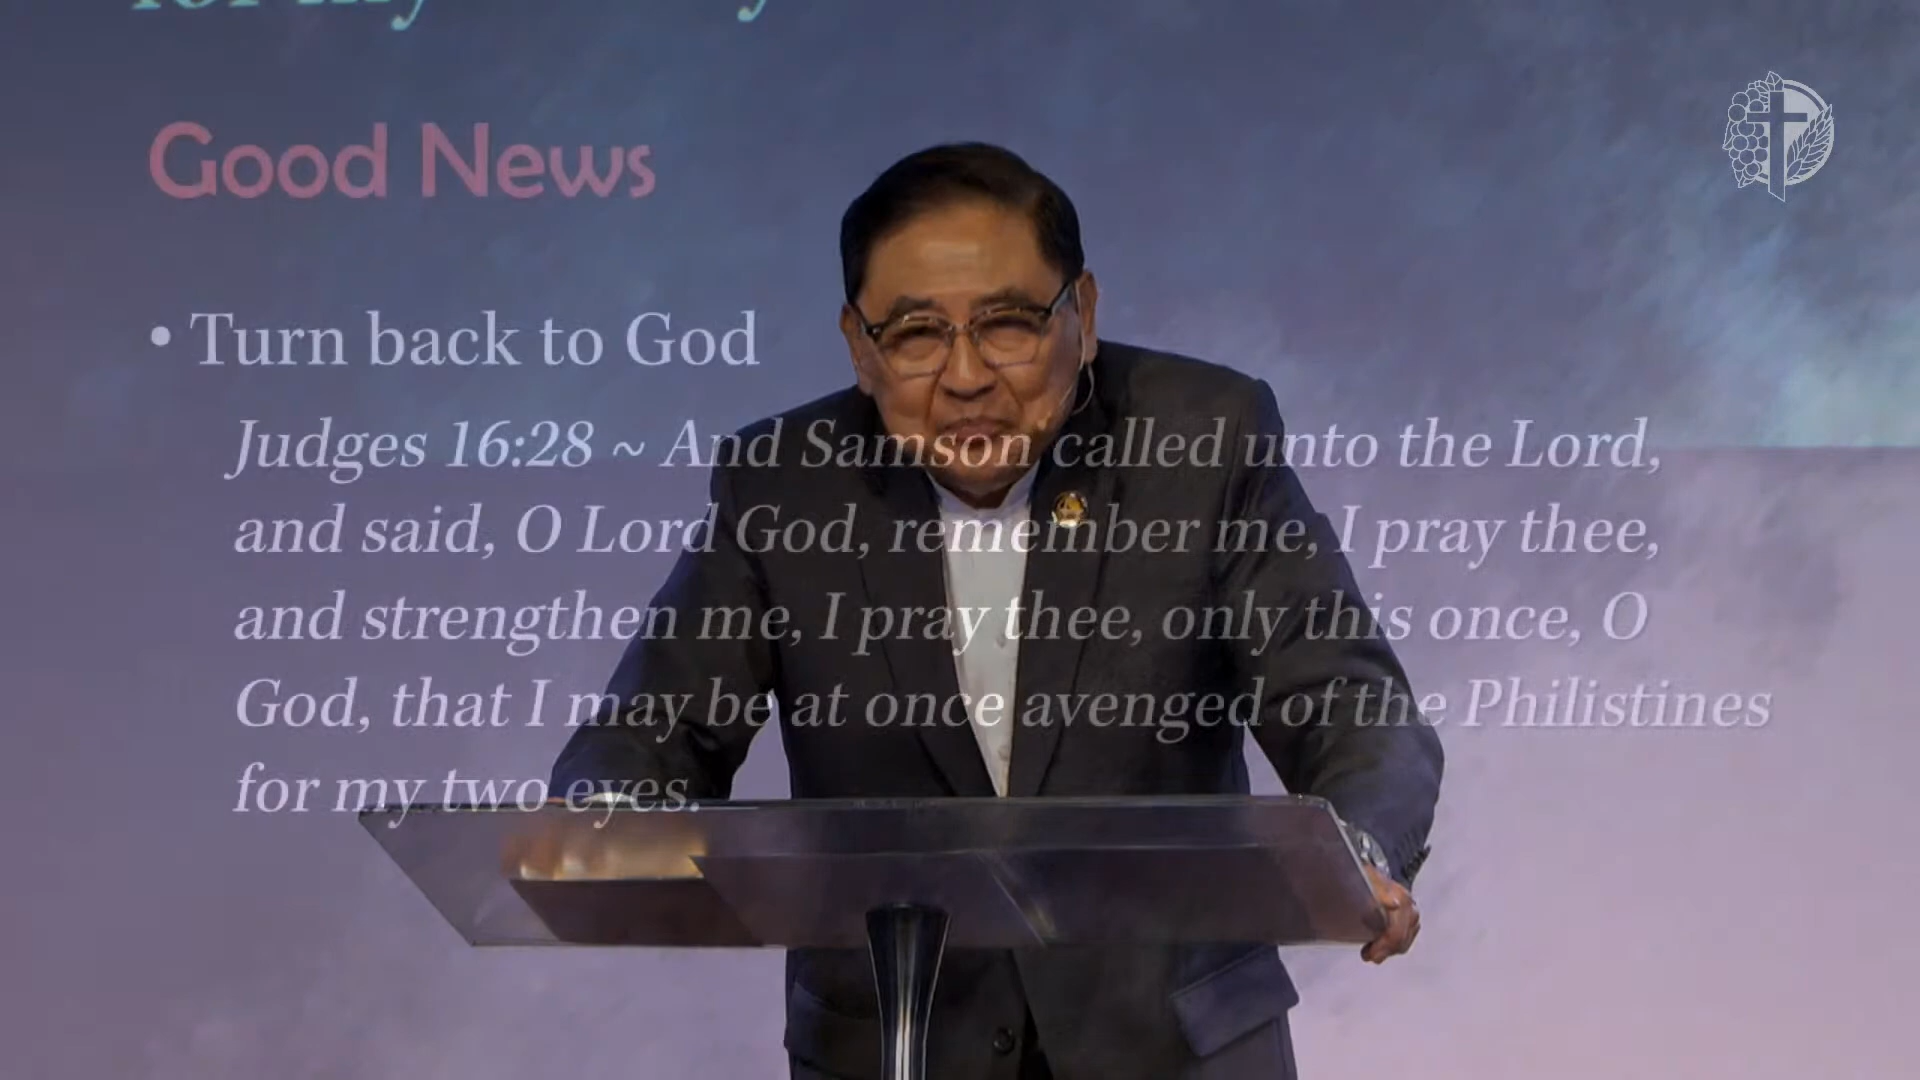 Good News
• Turn back to God
Judges 16:28 ~ And Samson called unto the Lord,
and said, O Lord God, remember me, I pray thee,
and strengthen me, I pray thee, only this once, O
God, that I may be at once avenged of the Philistines
for my two eyes.